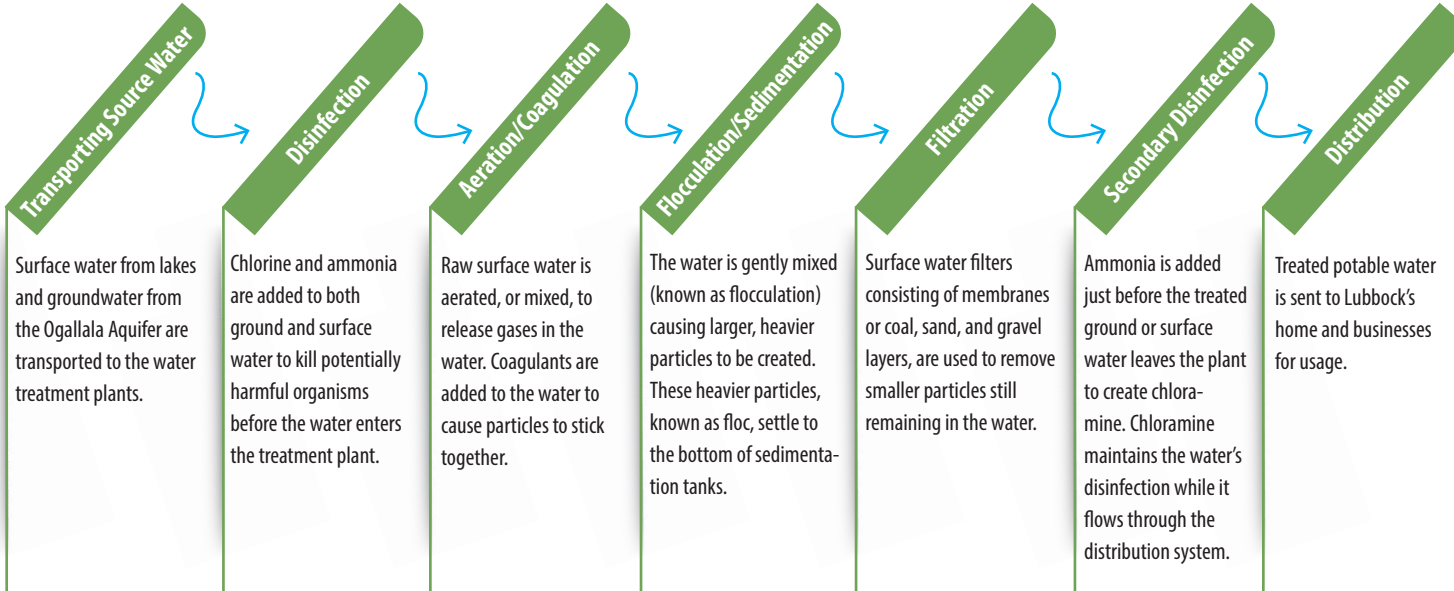 Transporting Source Water
Surface water from lakes
and groundwater from
the Ogallala Aquifer are
transported to the water
treatment plants.
Disinfection
Chlorine and ammonia
are added to both
ground and surface
water to kill potentially
harmful organisms
before the water enters
the treatment plant.
Aeration/Coagulation
Raw surface water is
aerated, or mixed, to
release gases in the
water. Coagulants are
added to the water to
cause particles to stick
together.
Flocculation/Sedimentation
The water is gently mixed
(known as flocculation)
causing larger, heavier
particles to be created.
These heavier particles,
known as floc, settle to
the bottom of sedimenta-
tion tanks.
Filtration
Surface water filters
consisting of membranes
or coal, sand, and gravel
layers, are used to remove
smaller particles still
remaining in the water.
Secondary Disinfection
Ammonia is added
just before the treated
ground or surface
water leaves the plant
to create chlora-
mine. Chloramine
maintains the water's
disinfection while it
flows through the
distribution system.
Distribution
Treated potable water
is sent to Lubbock's
home and businesses
for usage.